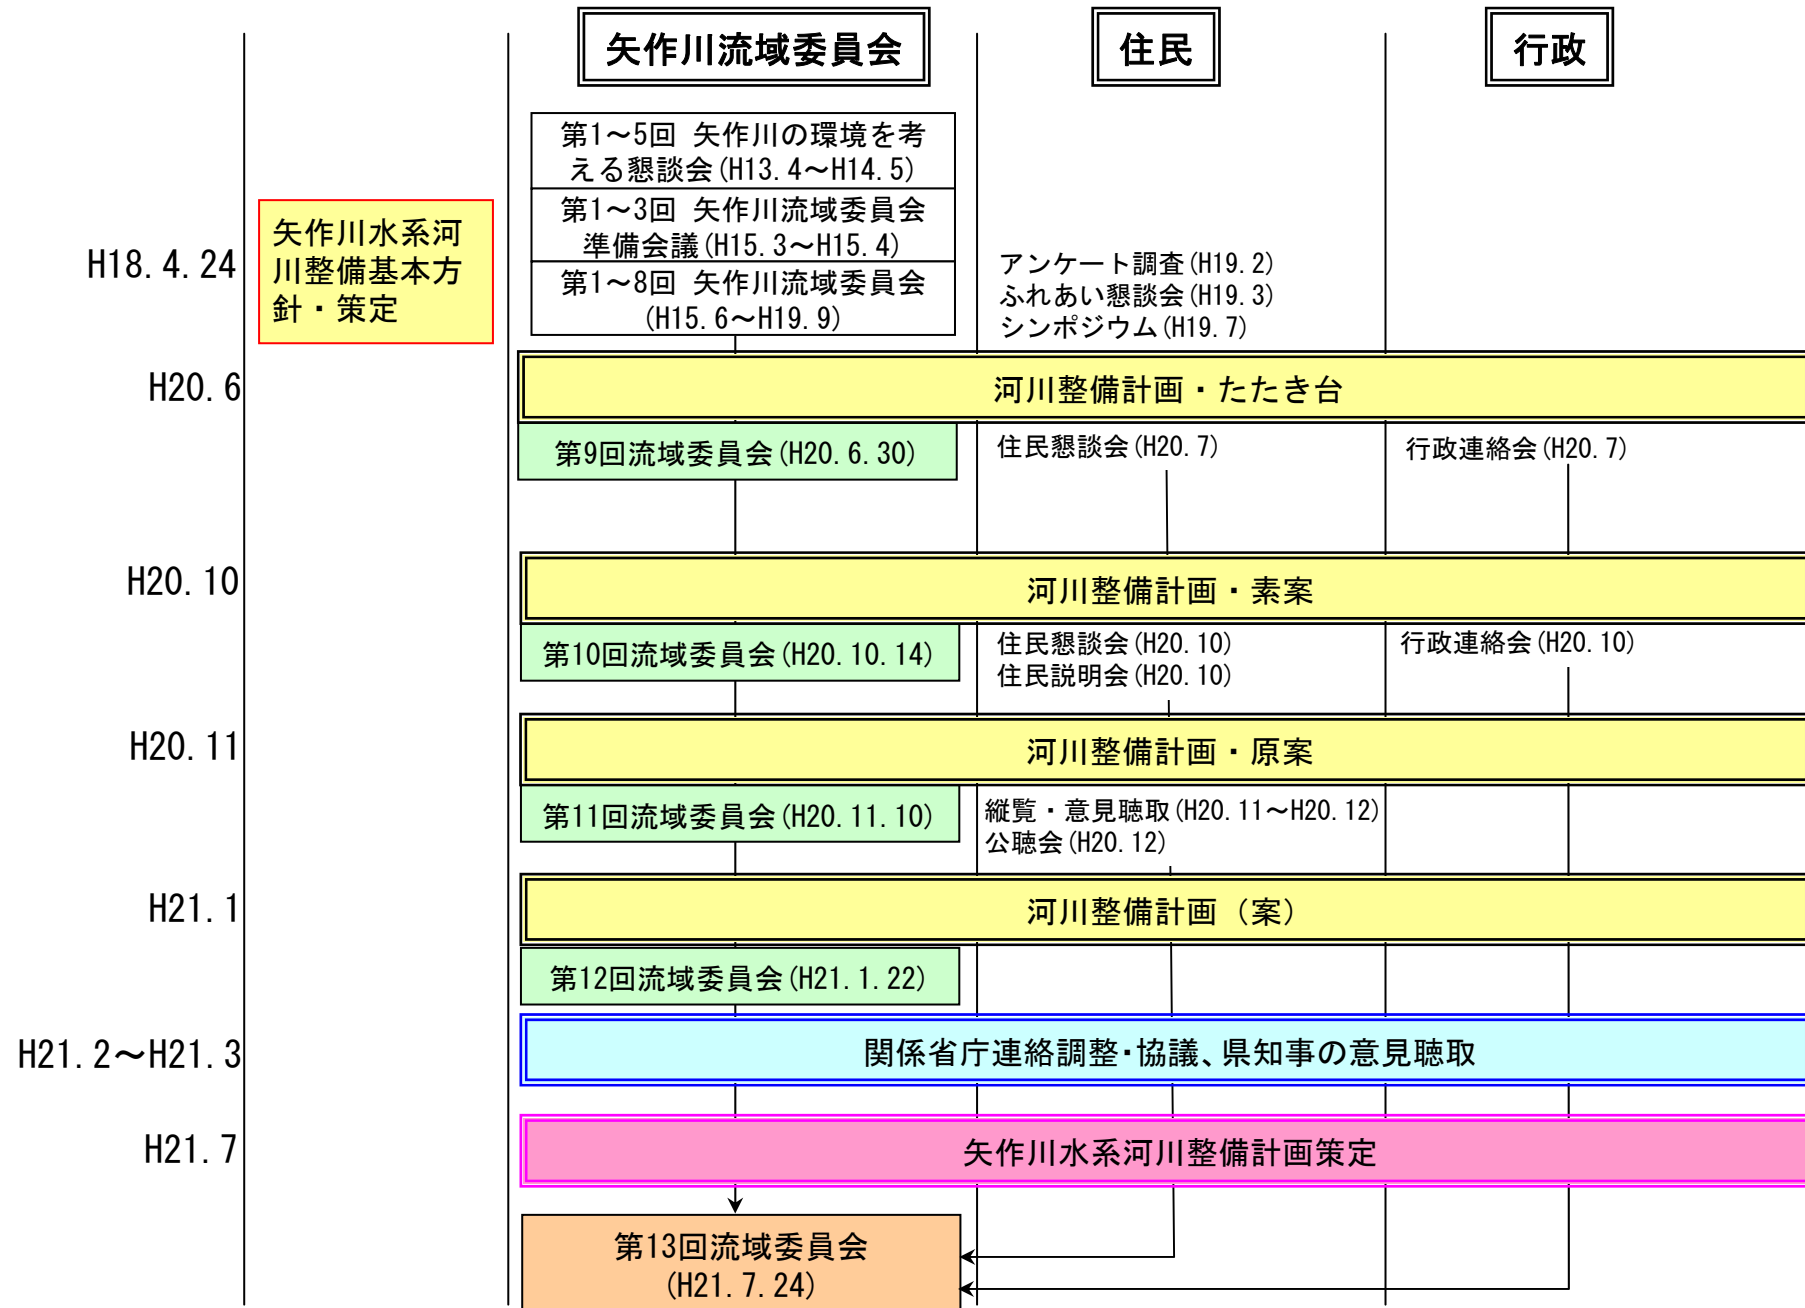 矢作川流域委員会
住民
行政
第1～5回 矢作川の環境を考
える懇談会(H13.4～H14.5)
第1～3回 矢作川流域委員会
準備会議(H15.3～H15.4)
第1～8回 矢作川流域委員会
(H15.6～H19.9)
H18.4.24
矢作川水系河
川整備基本方
針・策定
アンケート調査(H19.2)
ふれあい懇談会(H19.3)
シンポジウム(H19.7)
H20.6
河川整備計画・たたき台
第9回流域委員会(H20.6.30)
住民懇談会(H20.7)
行政連絡会(H20.7)
H20.10
河川整備計画・素案
第10回流域委員会(H20.10.14)
住民懇談会(H20.10)
住民説明会(H20.10)
行政連絡会(H20.10)
H20.11
河川整備計画・原案
第11回流域委員会(H20.11.10)
縦覧・意見聴取(H20.11～H20.12)
公聴会(H20.12)
H21.1
河川整備計画（案）
第12回流域委員会(H21.1.22)
H21.2～H21.3
関係省庁連絡調整・協議、県知事の意見聴取
H21.7
矢作川水系河川整備計画策定
第13回流域委員会
(H21.7.24)